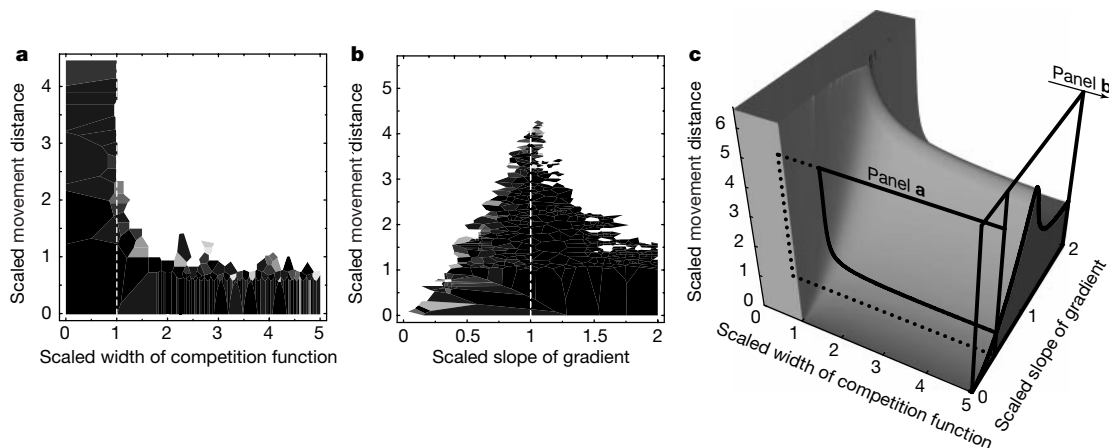 a
Scaled movement distance
4
3
2
1
0
0 1 2 3 4 5
Scaled width of competition function
b
Scaled movement distance
5
4
3
2
1
0
0 0.5 1 1.5 2
Scaled slope of gradient
c
Scaled movement distance
6
5
4
3
2
1
0
Panel b
Panel a
0 1 2 3 4 5
Scaled width of competition function
0 1 2
Scaled slope of gradient